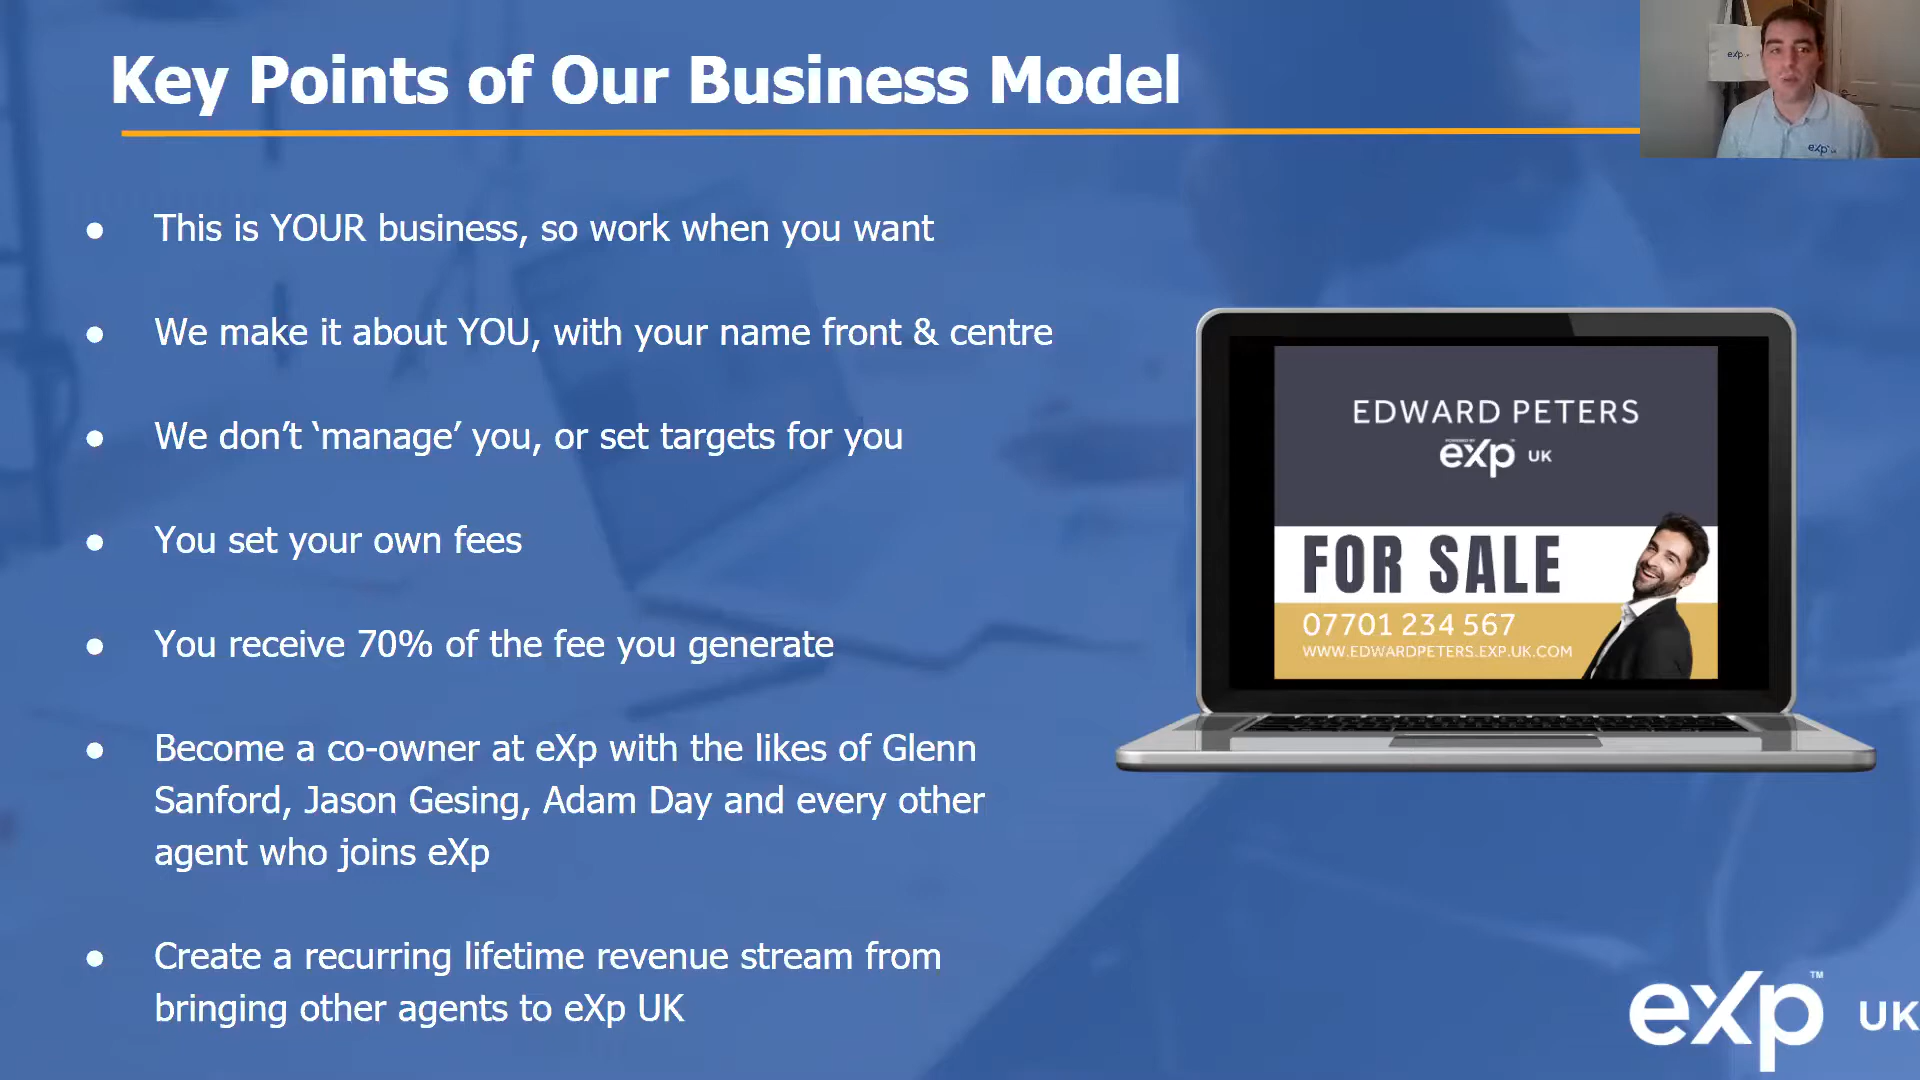 Key Points of Our Business Model
● This is YOUR business, so work when you want
● We make it about YOU, with your name front & centre
● We don’t ‘manage’ you, or set targets for you
● You set your own fees
● You receive 70% of the fee you generate
● Become a co-owner at eXp with the likes of Glenn
Sanford, Jason Gesing, Adam Day and every other
agent who joins eXp
● Create a recurring lifetime revenue stream from
bringing other agents to eXp UK
EDWARD PETERS
POWERED BY
eXp UK
FOR SALE
07701 234 567
WWW.EDWARDPETERS.EXP.UK.COM
eXp™ UK
eXp
eXp UK